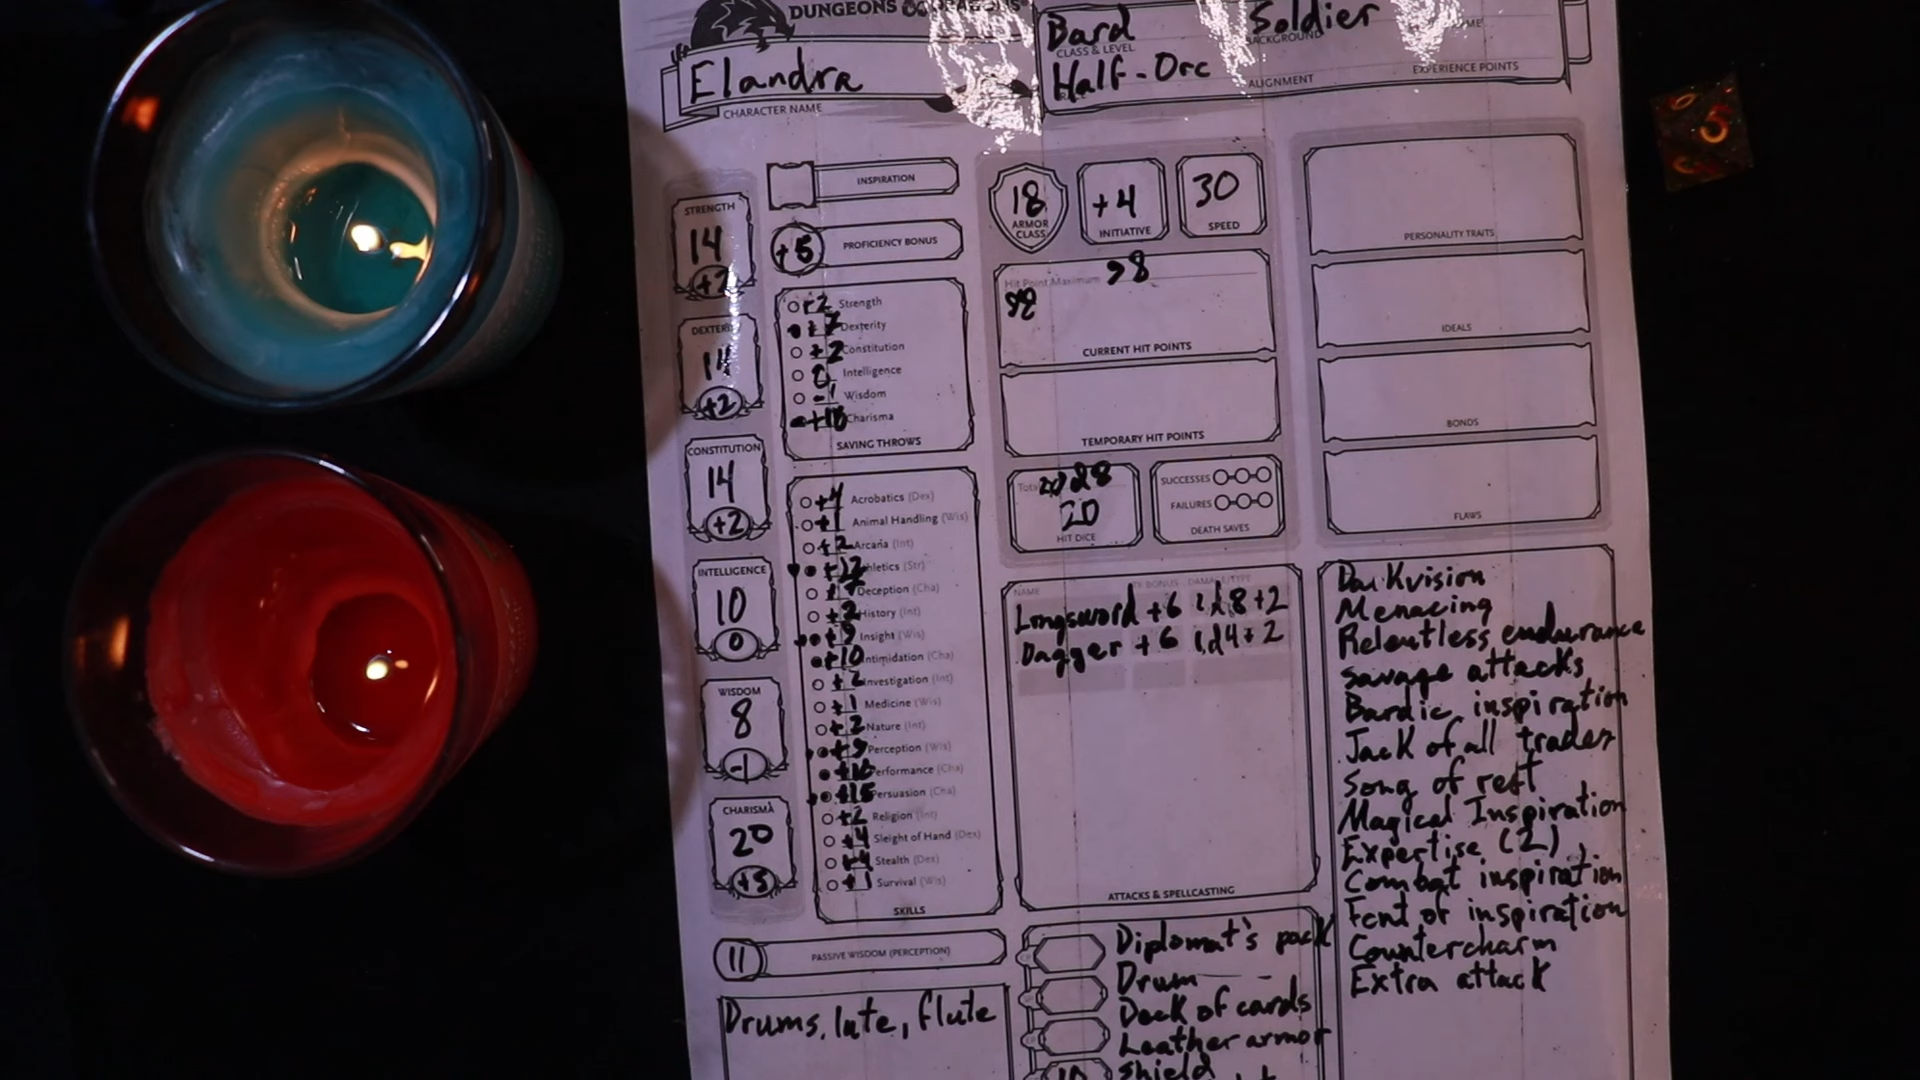 DUNGEONS & DRAGONS
Elandra
CHARACTER NAME
Bard
Soldier
CLASS & LEVEL
BACKGROUND
Half-Orc
ALIGNMENT
EXPERIENCE POINTS
INSPIRATION
+5
PROFICIENCY BONUS
STRENGTH
14
+2
DEXTERITY
14
+2
CONSTITUTION
14
+2
INTELLIGENCE
10
0
WISDOM
8
-1
CHARISMA
20
+5
Strength
Dexterity
+2 Constitution
Intelligence
-1 Wisdom
Charisma
SAVING THROWS
+4 Acrobatics (Dex)
+1 Animal Handling (Wis)
+2 Arcana (Int)
Athletics (Str)
Deception (Cha)
+2 History (Int)
Insight (Wis)
+10 Intimidation (Cha)
+2 Investigation (Int)
+1 Medicine (Wis)
+2 Nature (Int)
Perception (Wis)
+10 Performance (Cha)
+15 Persuasion (Cha)
+2 Religion (Int)
+4 Sleight of Hand (Dex)
+4 Stealth (Dex)
+1 Survival (Wis)
SKILLS
11
PASSIVE WISDOM (PERCEPTION)
Drums, lute, flute
18
ARMOR CLASS
+4
INITIATIVE
30
SPEED
Hit Point Maximum
CURRENT HIT POINTS
TEMPORARY HIT POINTS
20
HIT DICE
SUCCESSES
FAILURES
DEATH SAVES
NAME
DAMAGE/TYPE
Longsword +6 1d8+2
Dagger +6 1d4+2
ATTACKS & SPELLCASTING
Diplomat's pack
Drum
Deck of cards
Leather armor
shield
PERSONALITY TRAITS
IDEALS
BONDS
FLAWS
Darkvision
Menacing
Relentless endurance
savage attacks
Bardic inspiration
Jack of all trades
Song of rest
Magical Inspiration
Expertise (2)
Combat inspiration
Font of inspiration
Countercharm
Extra attack